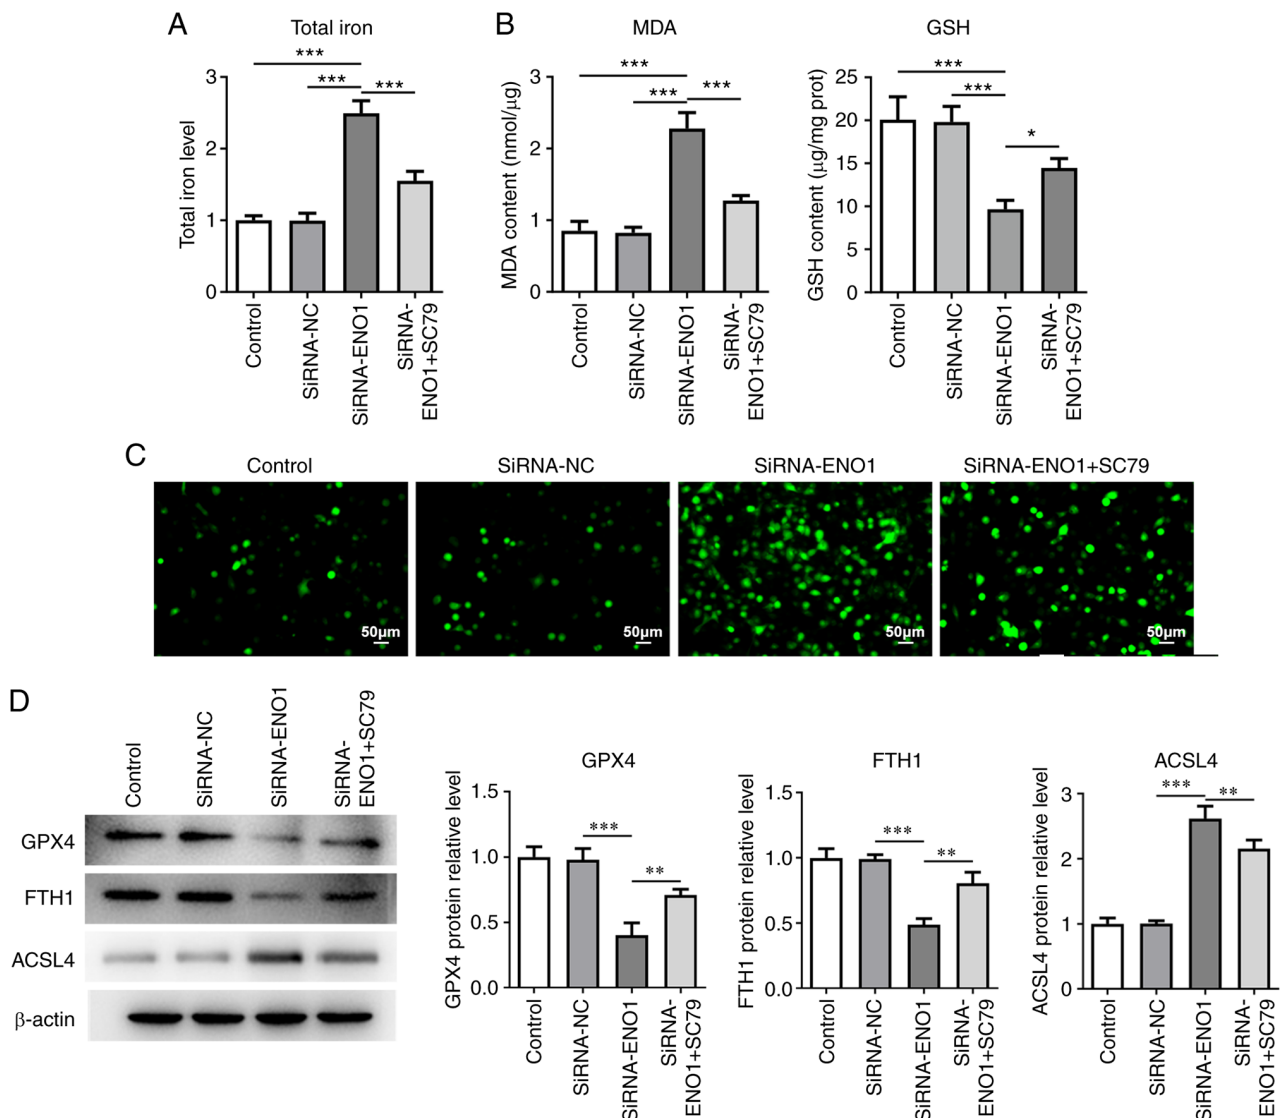 A
Total iron
***
***
***
Total iron level
3
2
1
0
Control
SiRNA-NC
SiRNA-ENO1
SiRNA-
ENO1+SC79
B
MDA
***
***
***
MDA content (nmol/μg)
3
2
1
0
Control
SiRNA-NC
SiRNA-ENO1
SiRNA-
ENO1+SC79
GSH
***
***
*
GSH content (μg/mg prot)
25
20
15
10
5
0
Control
SiRNA-NC
SiRNA-ENO1
SiRNA-
ENO1+SC79
C
Control
SiRNA-NC
SiRNA-ENO1
SiRNA-ENO1+SC79
50μm
50μm
50μm
50μm
D
Control
SiRNA-NC
SiRNA-ENO1
SiRNA-
ENO1+SC79
GPX4
FTH1
ACSL4
β-actin
GPX4
***
**
GPX4 protein relative level
1.5
1.0
0.5
0.0
Control
SiRNA-NC
SiRNA-ENO1
SiRNA-
ENO1+SC79
FTH1
***
**
FTH1 protein relative level
1.5
1.0
0.5
0.0
Control
SiRNA-NC
SiRNA-ENO1
SiRNA-
ENO1+SC79
ACSL4
***
**
ACSL4 protein relative level
3
2
1
0
Control
SiRNA-NC
SiRNA-ENO1
SiRNA-
ENO1+SC79